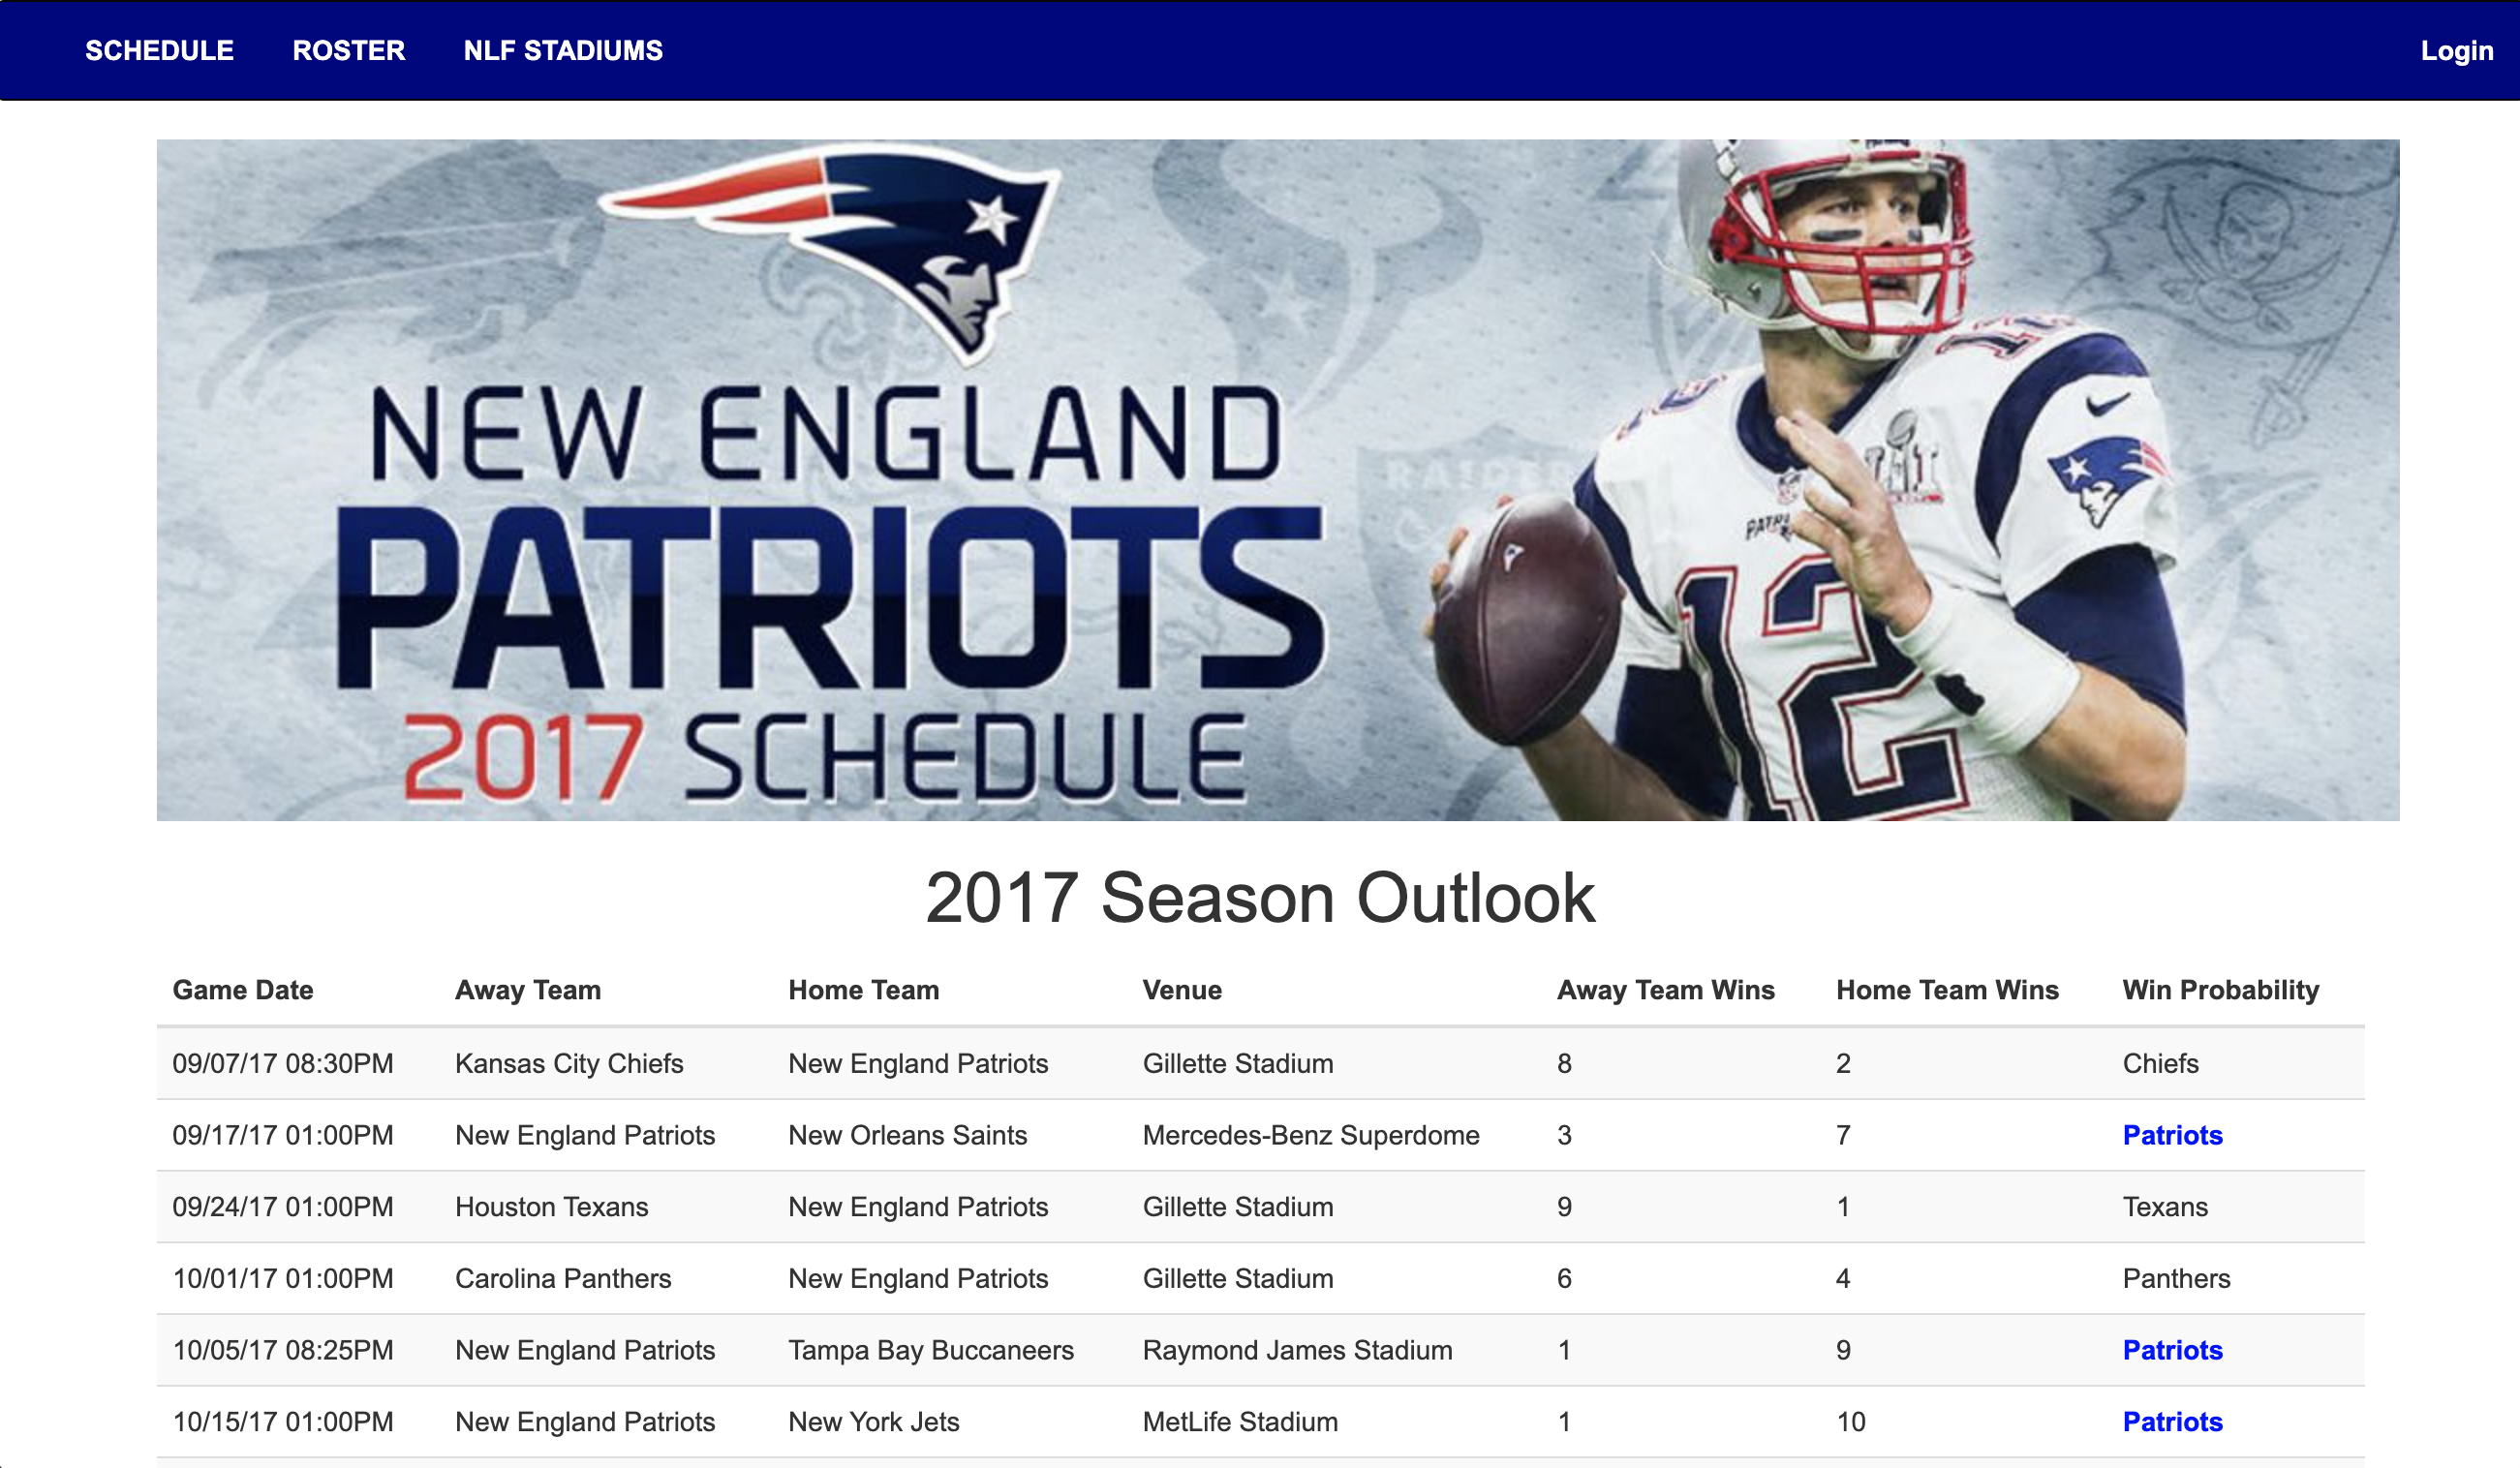 SCHEDULE ROSTER NLF STADIUMS Login
NEW ENGLAND
PATRIOTS
2017 SCHEDULE
RAIDERS
LI
PATRIOTS
12
2017 Season Outlook
Game Date Away Team Home Team Venue Away Team Wins Home Team Wins Win Probability
09/07/17 08:30PM Kansas City Chiefs New England Patriots Gillette Stadium 8 2 Chiefs
09/17/17 01:00PM New England Patriots New Orleans Saints Mercedes-Benz Superdome 3 7 Patriots
09/24/17 01:00PM Houston Texans New England Patriots Gillette Stadium 9 1 Texans
10/01/17 01:00PM Carolina Panthers New England Patriots Gillette Stadium 6 4 Panthers
10/05/17 08:25PM New England Patriots Tampa Bay Buccaneers Raymond James Stadium 1 9 Patriots
10/15/17 01:00PM New England Patriots New York Jets MetLife Stadium 1 10 Patriots